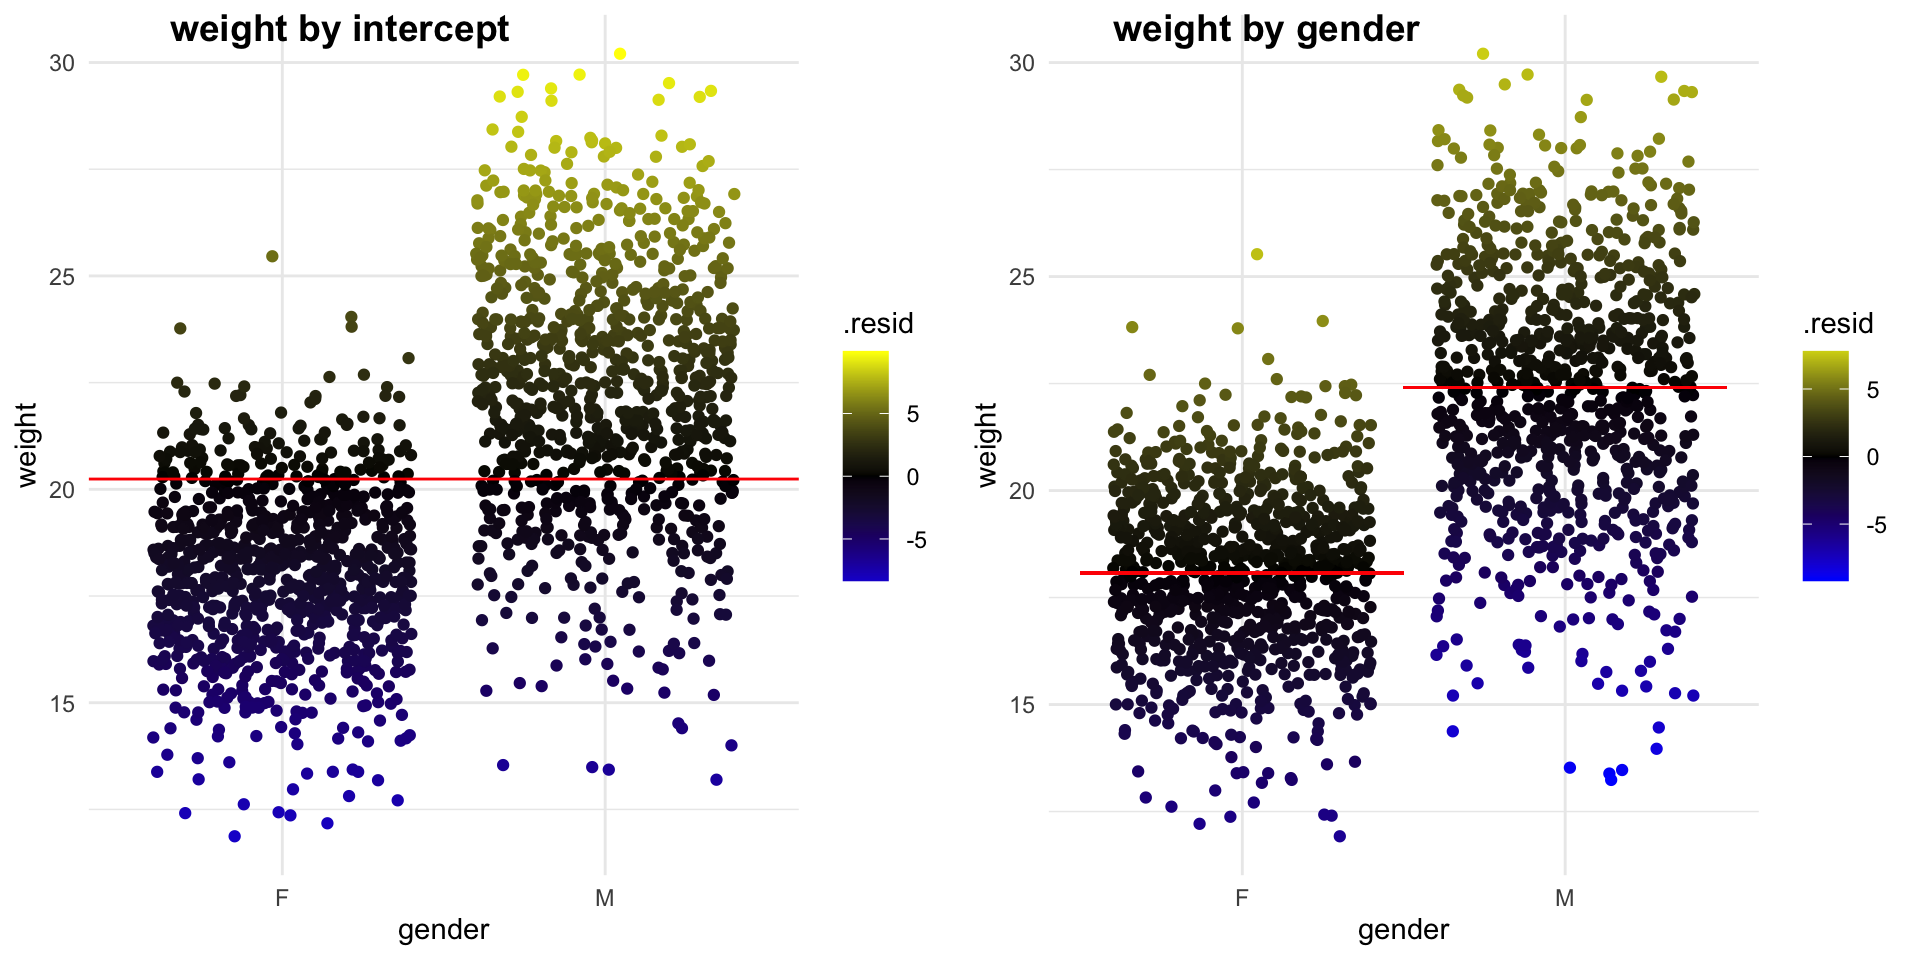 weight by intercept
30
25
20
15
weight
F
M
gender
.resid
5
0
-5
weight by gender
30
25
20
15
weight
F
M
gender
.resid
5
0
-5